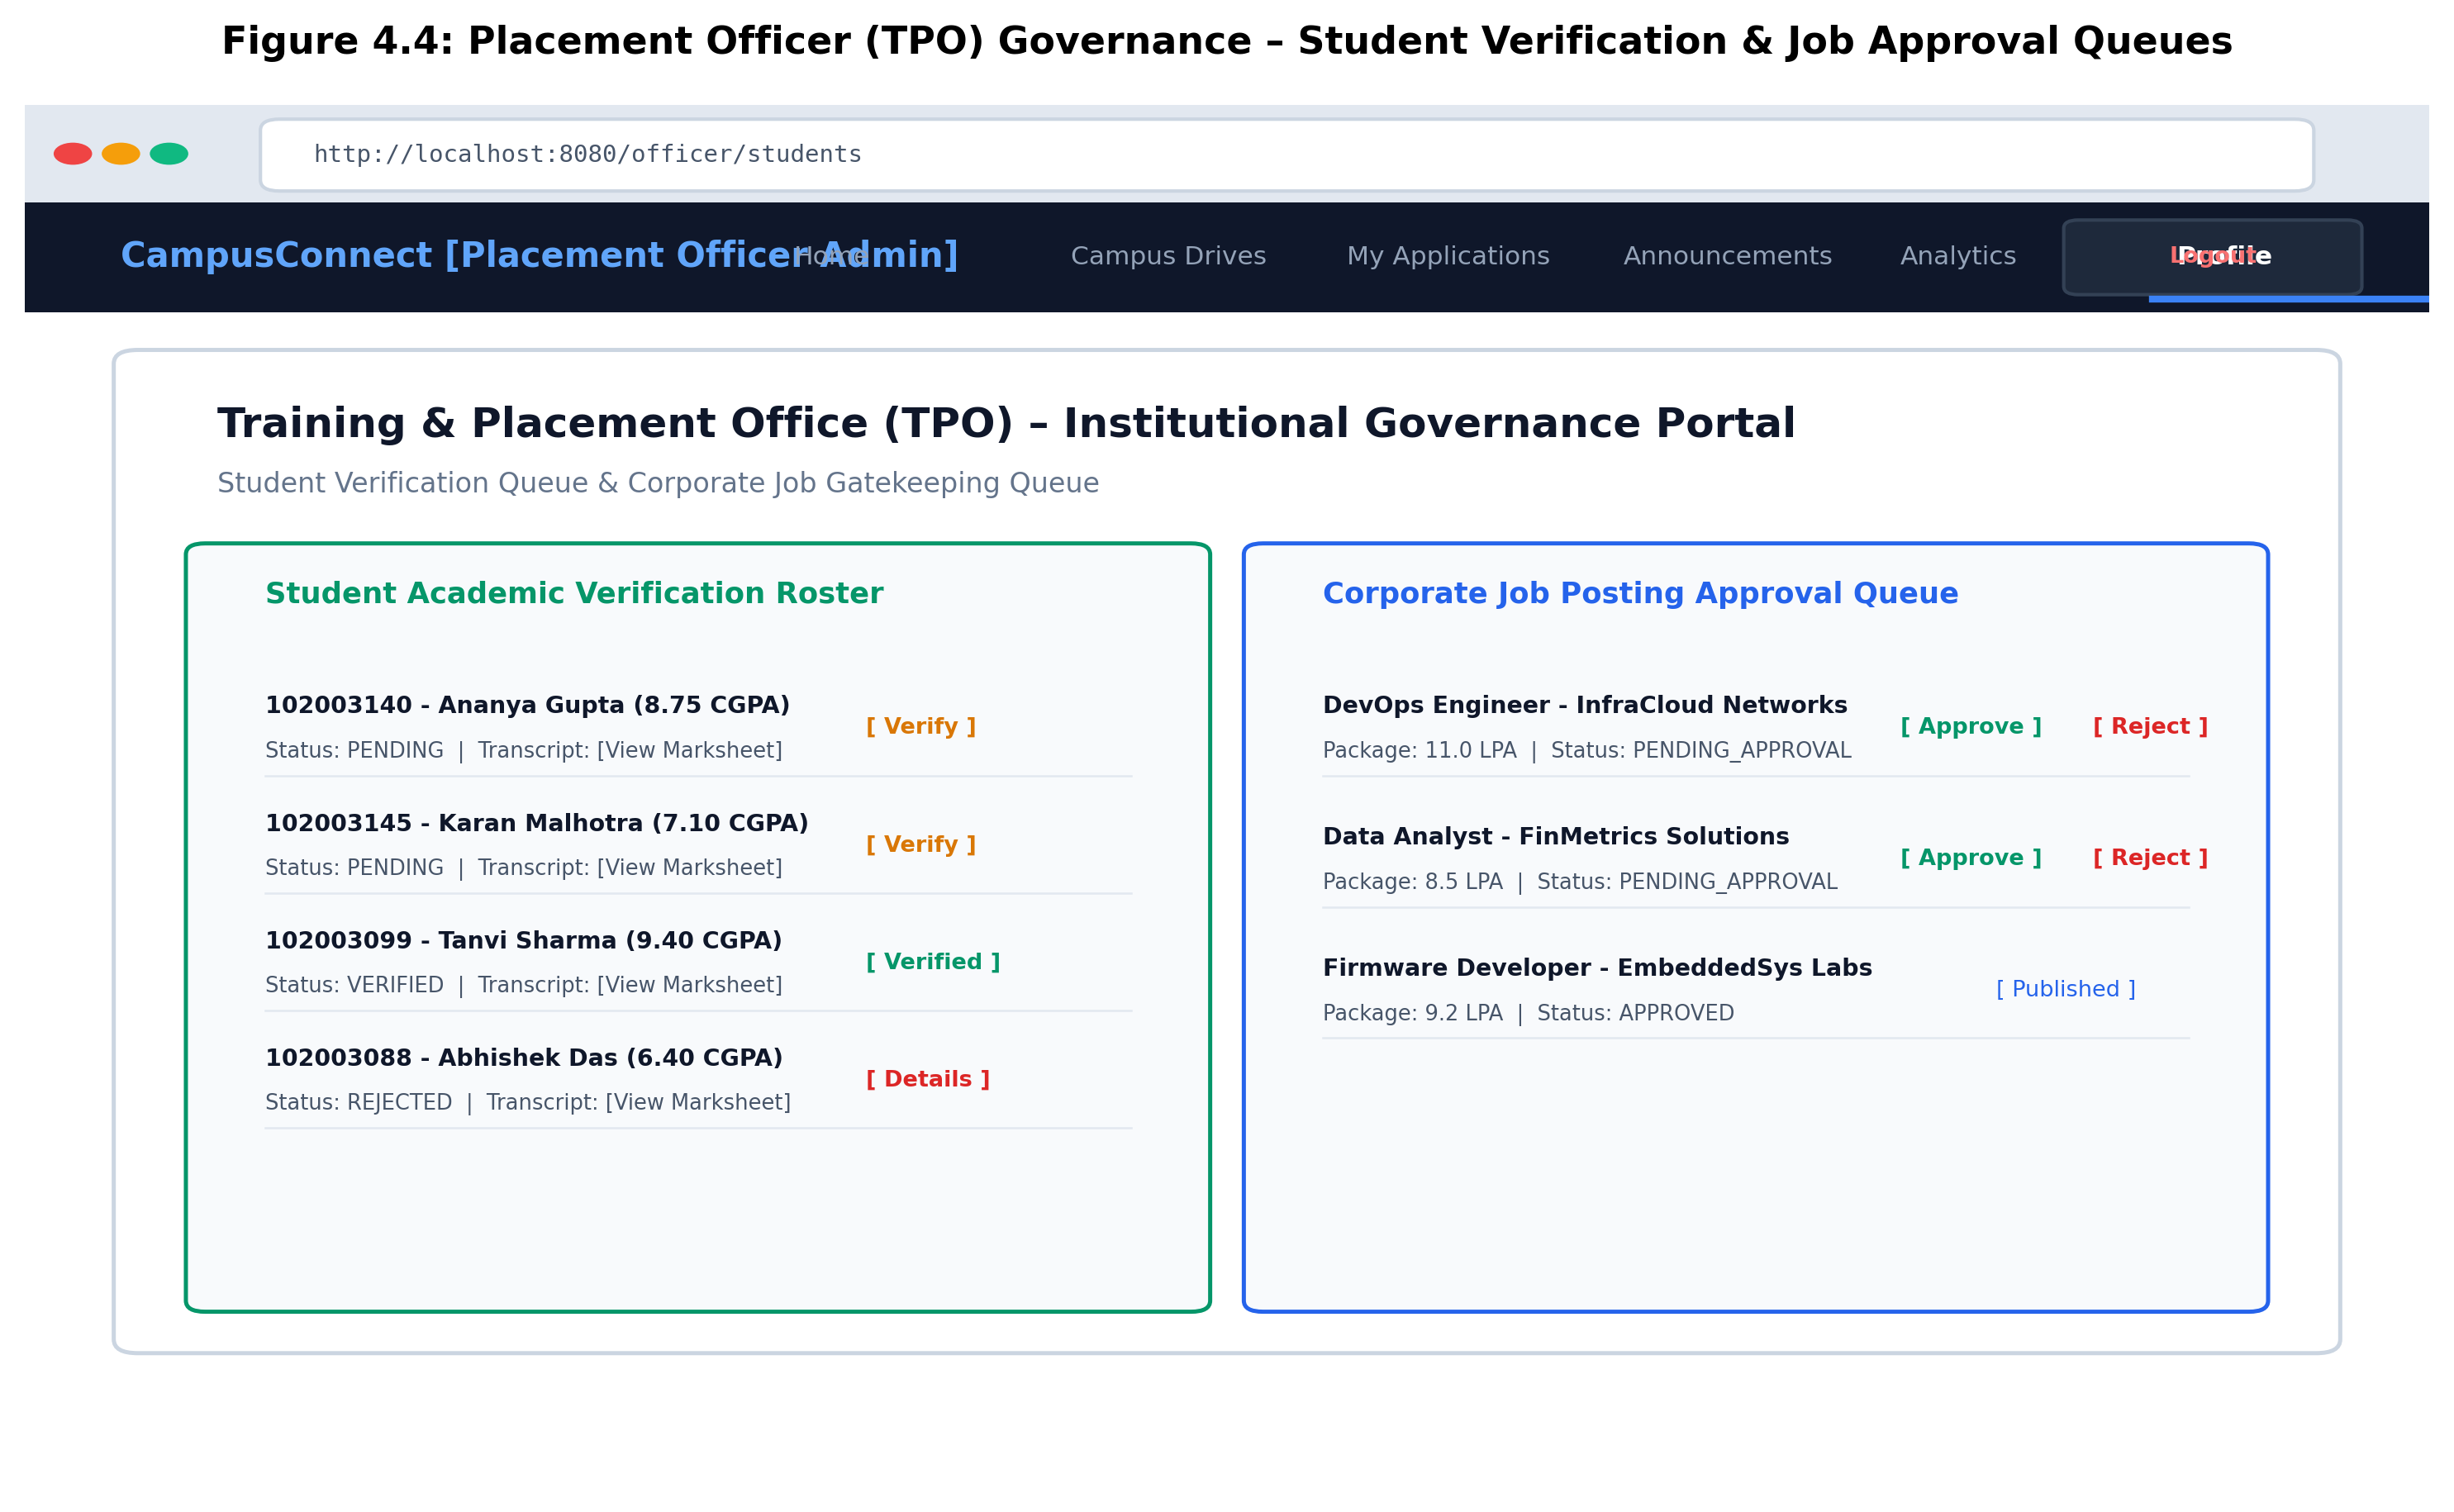 Figure 4.4: Placement Officer (TPO) Governance – Student Verification & Job Approval Queues
http://localhost:8080/officer/students
CampusConnect [Placement Officer Admin] Home Campus Drives My Applications Announcements Analytics Profile Logout
Training & Placement Office (TPO) – Institutional Governance Portal
Student Verification Queue & Corporate Job Gatekeeping Queue
Student Academic Verification Roster
102003140 - Ananya Gupta (8.75 CGPA)
[ Verify ]
Status: PENDING | Transcript: [View Marksheet]
102003145 - Karan Malhotra (7.10 CGPA)
[ Verify ]
Status: PENDING | Transcript: [View Marksheet]
102003099 - Tanvi Sharma (9.40 CGPA)
[ Verified ]
Status: VERIFIED | Transcript: [View Marksheet]
102003088 - Abhishek Das (6.40 CGPA)
[ Details ]
Status: REJECTED | Transcript: [View Marksheet]
Corporate Job Posting Approval Queue
DevOps Engineer - InfraCloud Networks
[ Approve ] [ Reject ]
Package: 11.0 LPA | Status: PENDING_APPROVAL
Data Analyst - FinMetrics Solutions
[ Approve ] [ Reject ]
Package: 8.5 LPA | Status: PENDING_APPROVAL
Firmware Developer - EmbeddedSys Labs
[ Published ]
Package: 9.2 LPA | Status: APPROVED